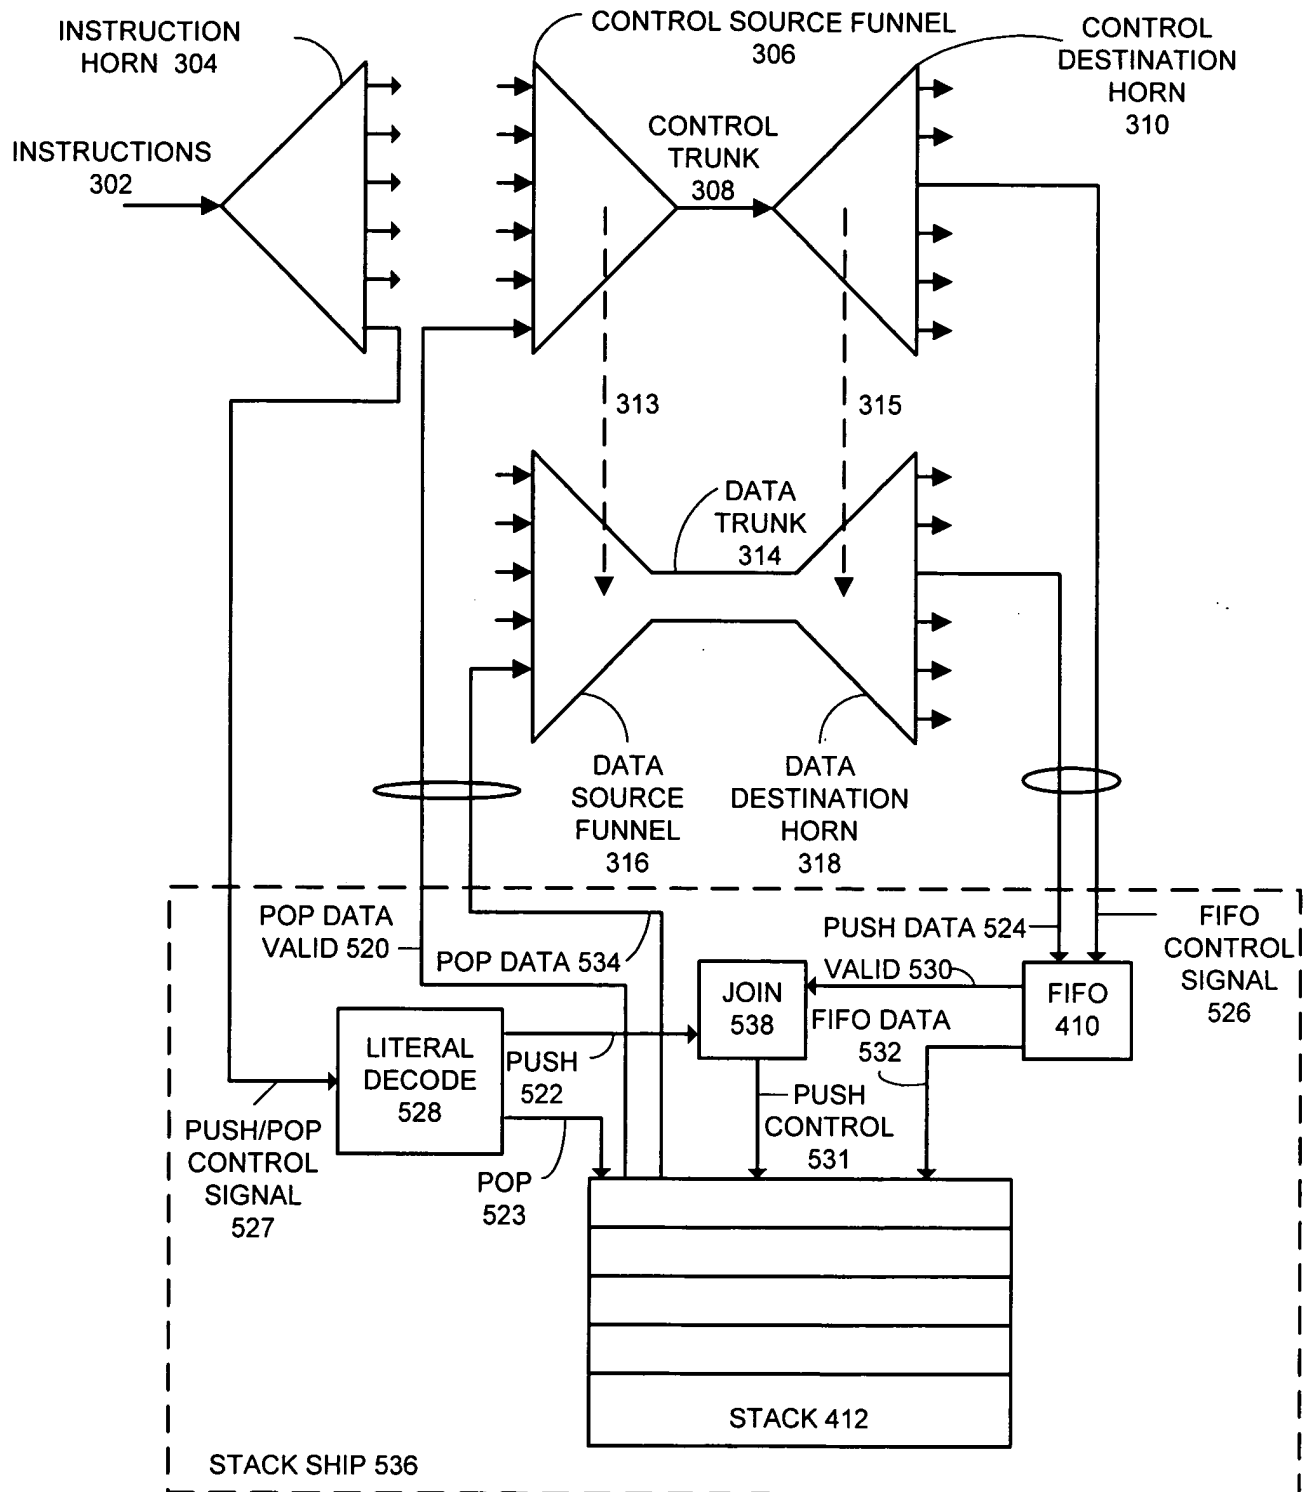 INSTRUCTION
HORN 304
CONTROL SOURCE FUNNEL
306
CONTROL
DESTINATION
HORN
310
INSTRUCTIONS
302
CONTROL
TRUNK
308
313
315
DATA
TRUNK
314
DATA
SOURCE
FUNNEL
316
DATA
DESTINATION
HORN
318
POP DATA
VALID 520
POP DATA 534
PUSH DATA 524
VALID 530
FIFO
CONTROL
SIGNAL
526
JOIN
538
FIFO DATA
532
FIFO
410
LITERAL
DECODE
528
PUSH
522
PUSH
CONTROL
531
PUSH/POP
CONTROL
SIGNAL
527
POP
523
STACK 412
STACK SHIP 536